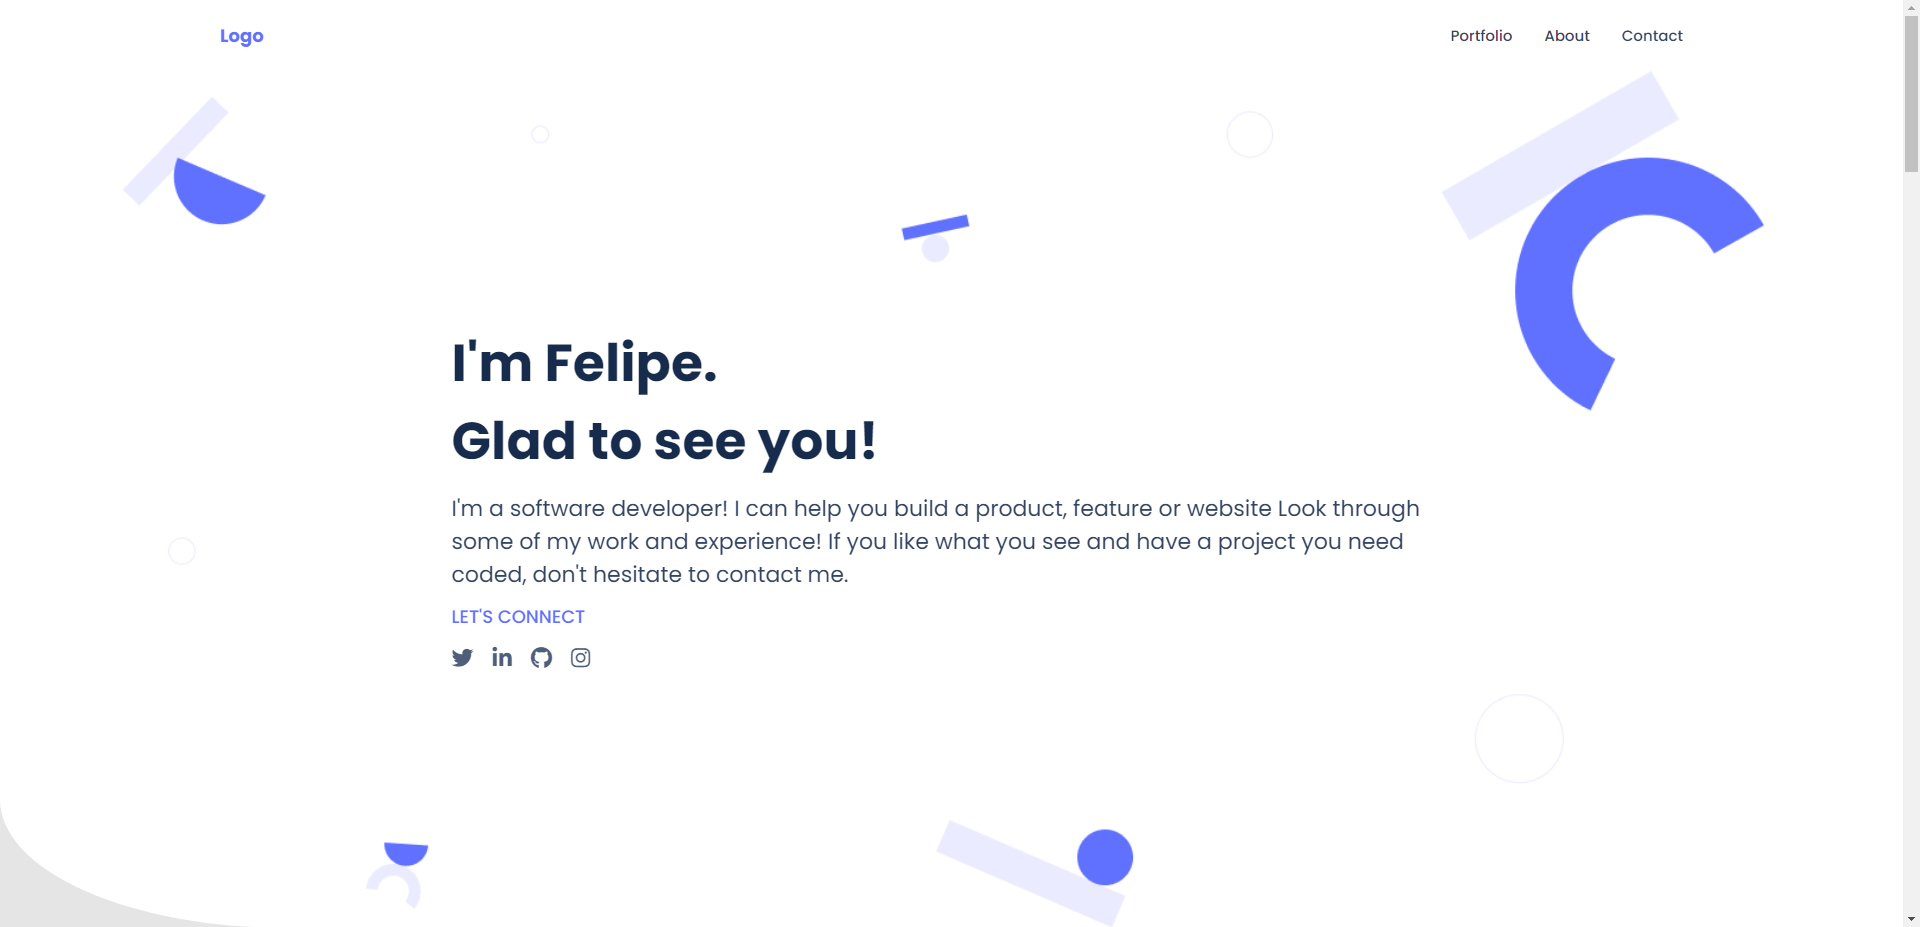 Logo
Portfolio About Contact
I'm Felipe.
Glad to see you!
I'm a software developer! I can help you build a product, feature or website Look through
some of my work and experience! If you like what you see and have a project you need
coded, don't hesitate to contact me.
LET'S CONNECT